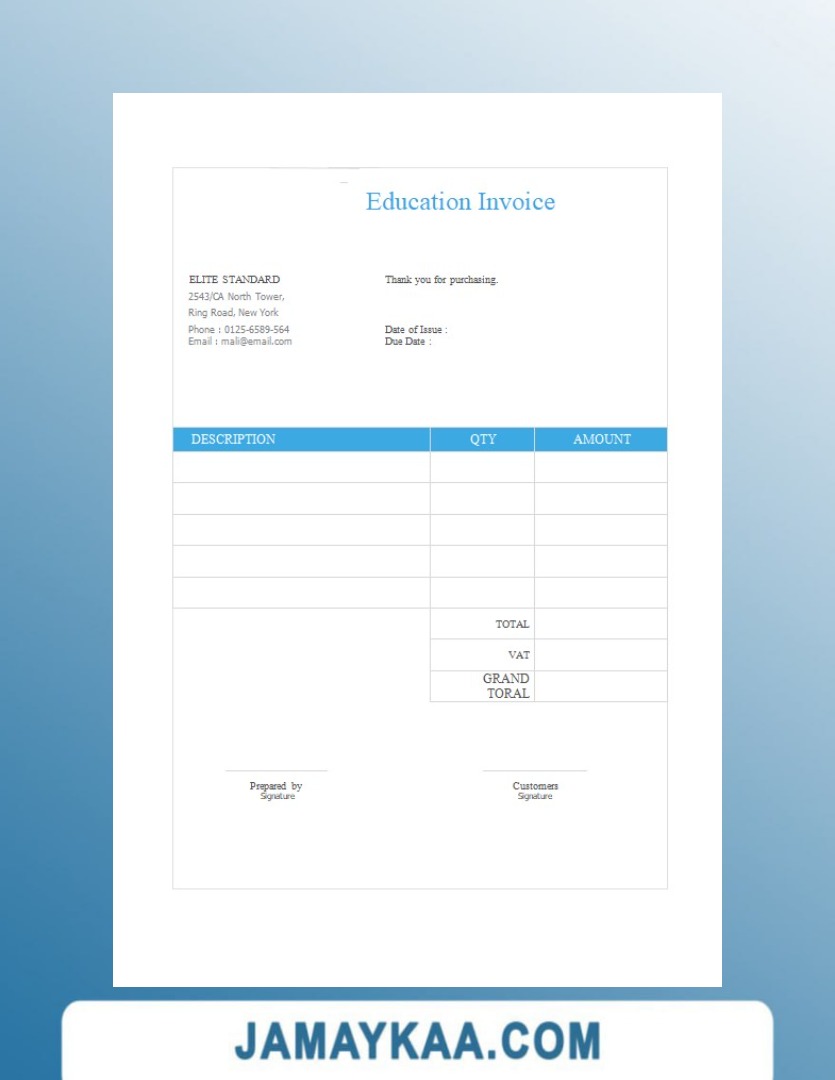 Education Invoice
ELITE STANDARD
Thank you for purchasing.
2543/CA North Tower,
Ring Road, New York
Phone : 0125-6589-564
Email : mali@email.com
Date of Issue :
Due Date :
DESCRIPTION QTY AMOUNT
TOTAL
VAT
GRAND
TORAL
Prepared by
Signature
Customers
Signature
JAMAYKAA.COM